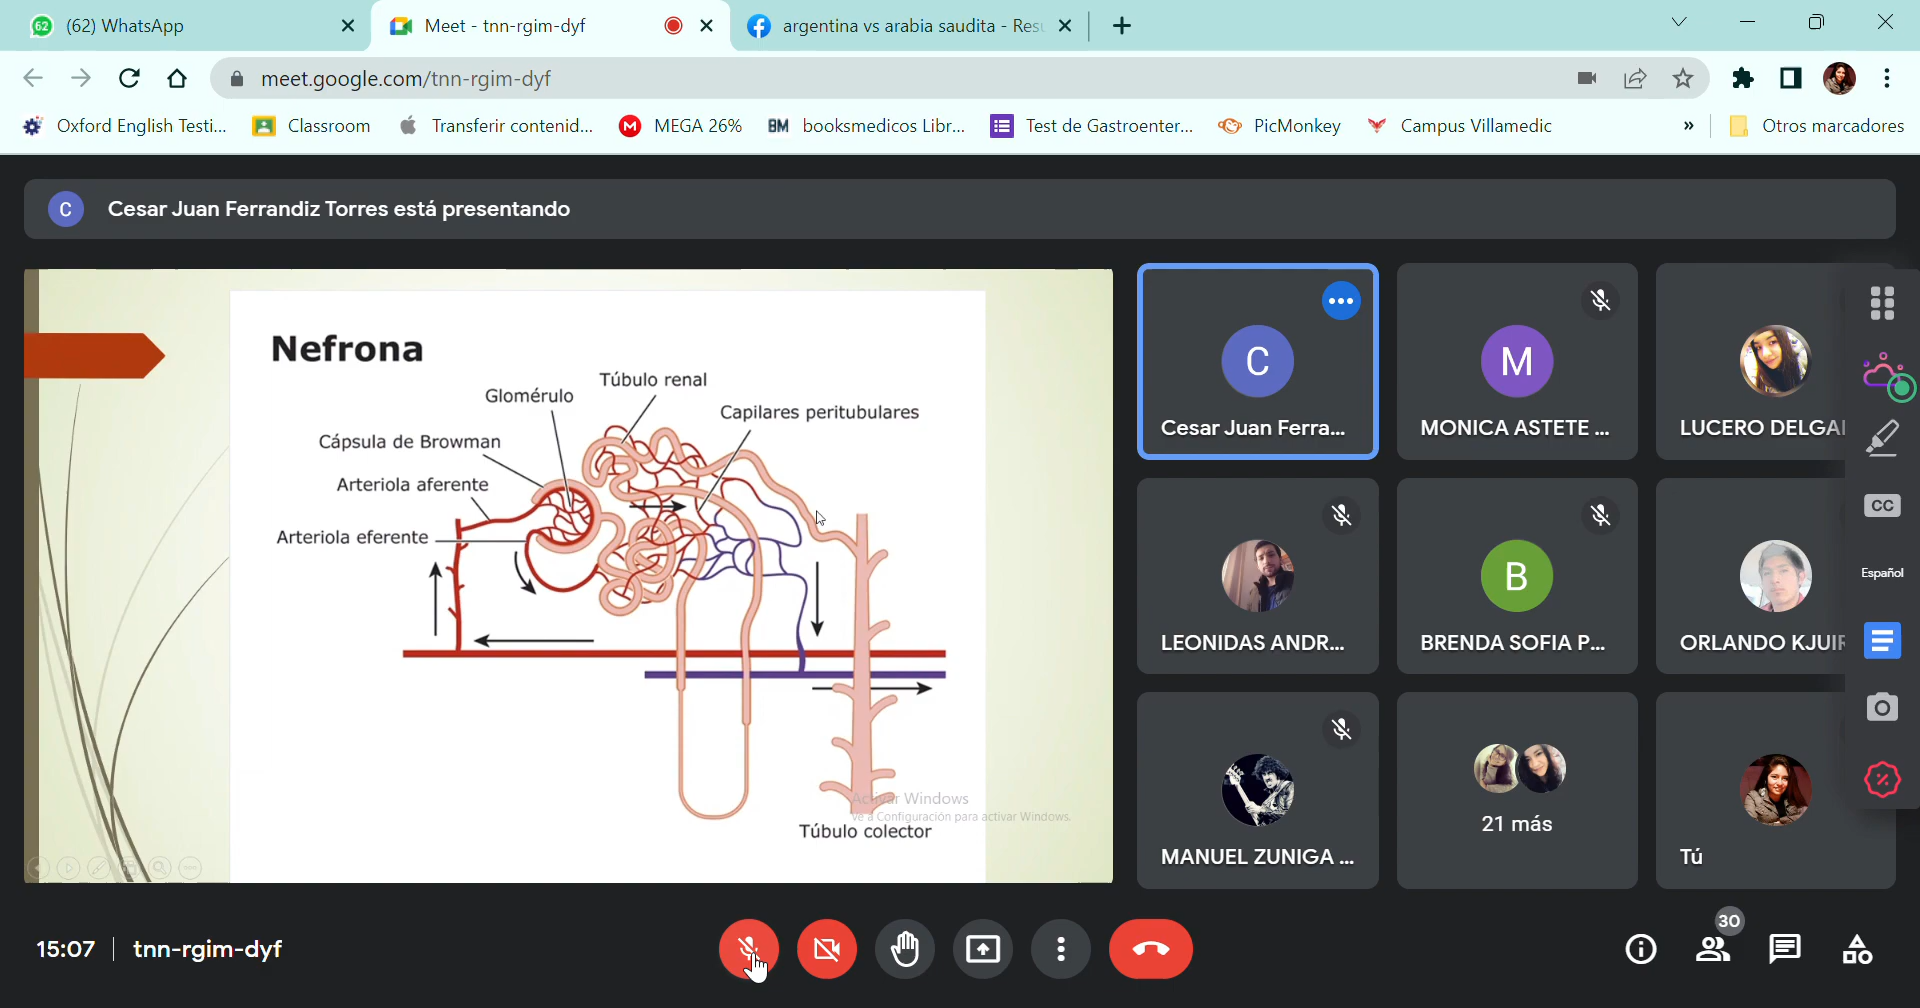 (62) WhatsApp
Meet - tnn-rgim-dyf
argentina vs arabia saudita - Resu
meet.google.com/tnn-rgim-dyf
Oxford English Testi...
Classroom
Transferir contenid...
MEGA 26%
BM booksmedicos Libr...
Test de Gastroenter...
PicMonkey
Campus Villamedic
»
Otros marcadores
C Cesar Juan Ferrandiz Torres está presentando
Nefrona
Túbulo renal
Glomérulo
Capilares peritubulares
Cápsula de Browman
Arteriola aferente
Arteriola eferente
Túbulo colector
Activar Windows
Ve a Configuración para activar Windows.
C
Cesar Juan Ferra...
M
MONICA ASTETE ...
LUCERO DELGA
LEONIDAS ANDR...
B
BRENDA SOFIA P...
ORLANDO KJUIR
MANUEL ZUNIGA ...
21 más
Tú
CC
Español
15:07 | tnn-rgim-dyf
30